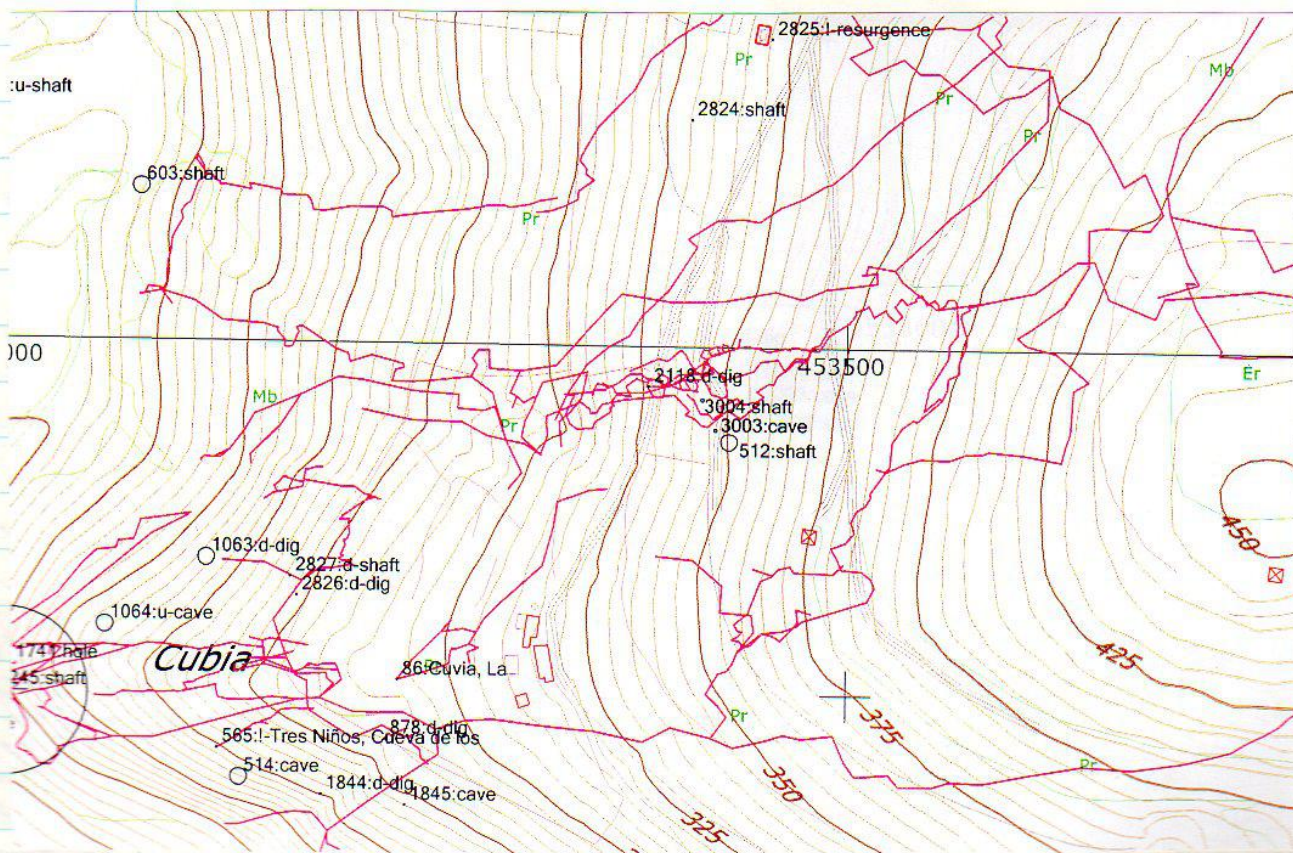 2825:!-resurgence
Pr
Mb
:u-shaft
Pr
2824:shaft
Pr
603:shaft
Pr
000
453500
Er
2118:d-dig
Mb
3004:shaft
Pr
3003:cave
512:shaft
450
1063:d-dig
2827:d-shaft
2826:d-dig
1064:u-cave
hole
Cubia
425
86:Cuvia, La
245:shaft
Pr
375
878:d-dig
565:!-Tres Niños, Cueva de los
514:cave
Pr
1844:d-dig
350
1845:cave
325